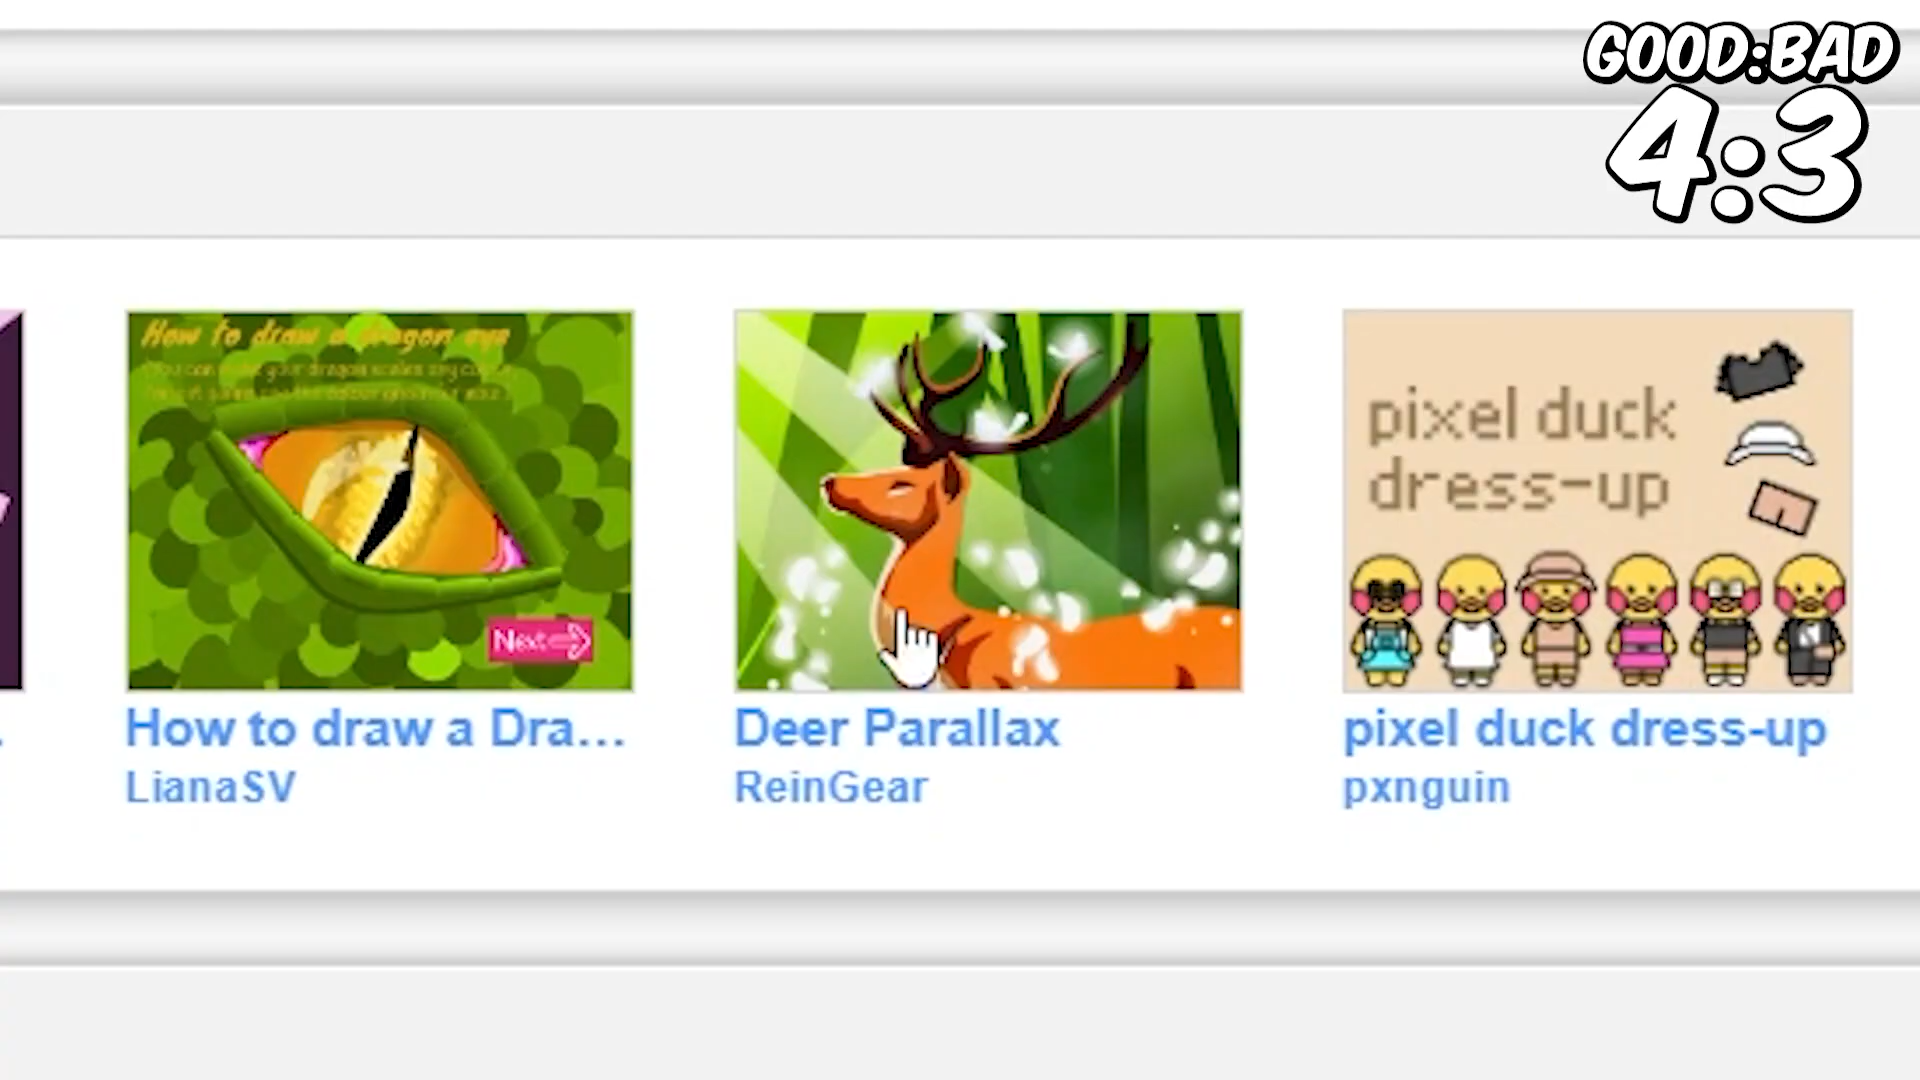 GOOD:BAD
4:3
How to draw a dragon eye
pixel duck
dress-up
Next
How to draw a Dra...
LianaSV
Deer Parallax
ReinGear
pixel duck dress-up
pxnguin